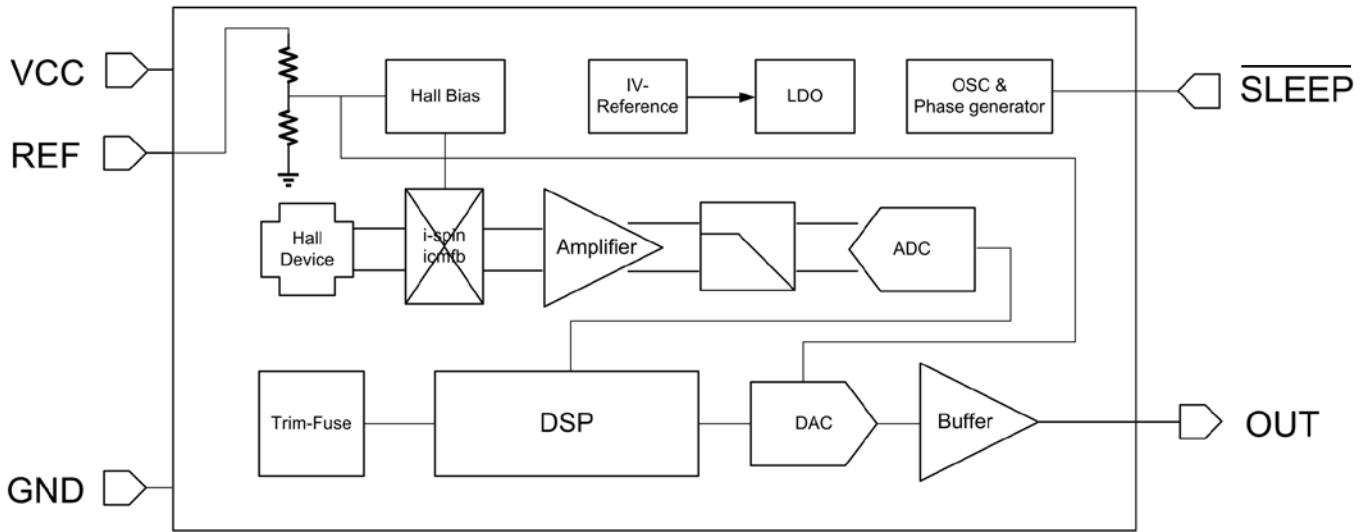 VCC
REF
GND
Hall Bias
IV-
Reference
LDO
OSC &
Phase generator
SLEEP
Hall
Device
i-spin
icmfb
Amplifier
ADC
Trim-Fuse
DSP
DAC
Buffer
OUT